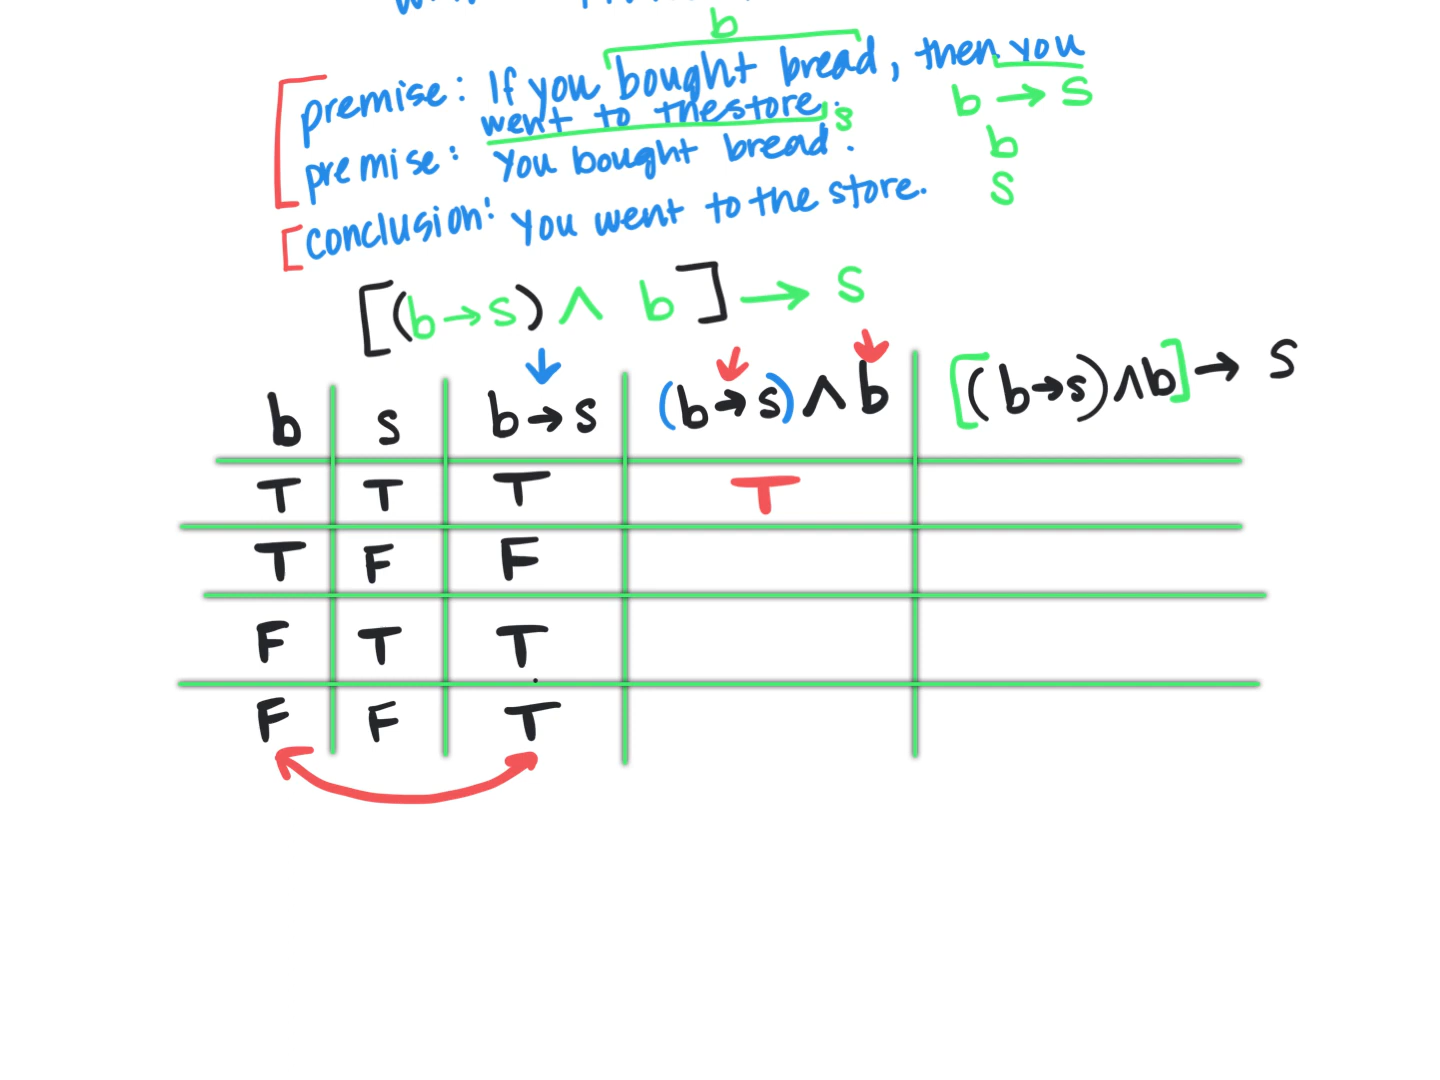 b
premise: If you bought bread, then you
went to the store. s
b → s
premise: You bought bread.
b
conclusion: You went to the store.
s
[(b→s) ∧ b] → s
b s b→s (b→s)∧b [(b→s)∧b] → s
T T T T
T F F
F T T
F F T